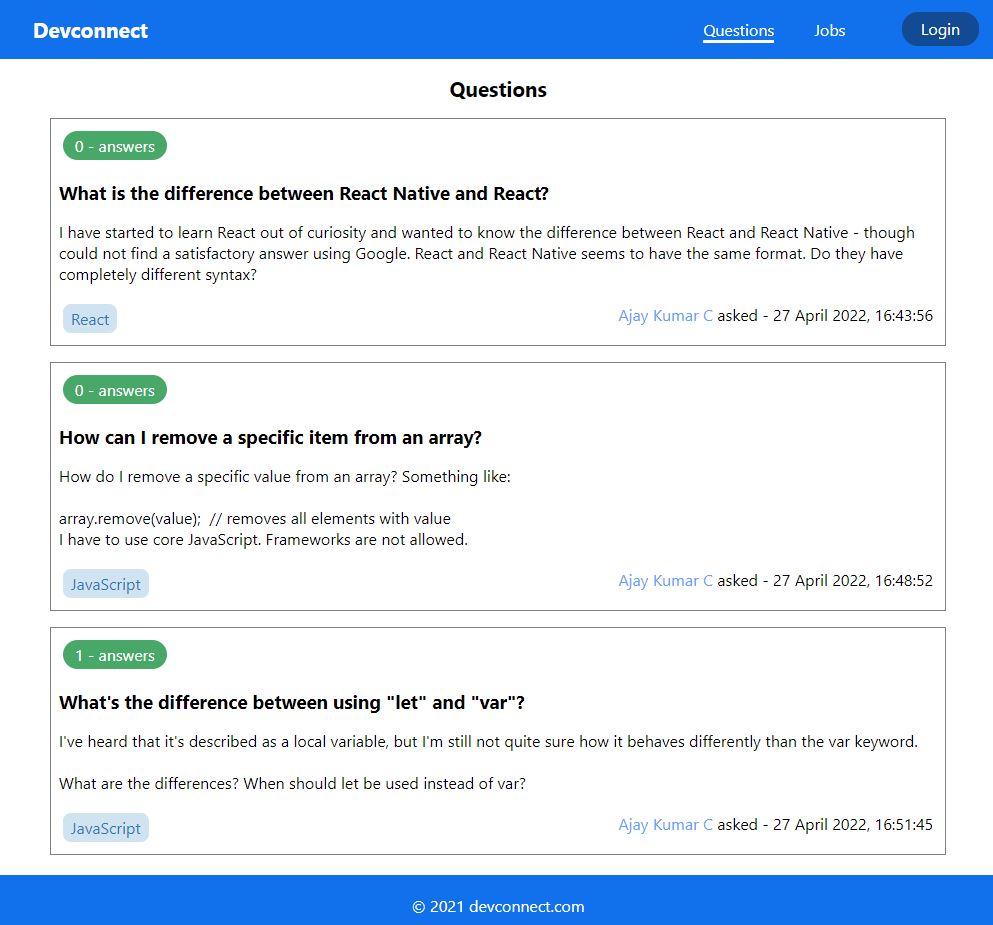 Devconnect
Questions
Jobs
Login
Questions
0 - answers
What is the difference between React Native and React?
I have started to learn React out of curiosity and wanted to know the difference between React and React Native - though
could not find a satisfactory answer using Google. React and React Native seems to have the same format. Do they have
completely different syntax?
React
Ajay Kumar C asked - 27 April 2022, 16:43:56
0 - answers
How can I remove a specific item from an array?
How do I remove a specific value from an array? Something like:
array.remove(value);  // removes all elements with value
I have to use core JavaScript. Frameworks are not allowed.
JavaScript
Ajay Kumar C asked - 27 April 2022, 16:48:52
1 - answers
What's the difference between using "let" and "var"?
I've heard that it's described as a local variable, but I'm still not quite sure how it behaves differently than the var keyword.
What are the differences? When should let be used instead of var?
JavaScript
Ajay Kumar C asked - 27 April 2022, 16:51:45
© 2021 devconnect.com